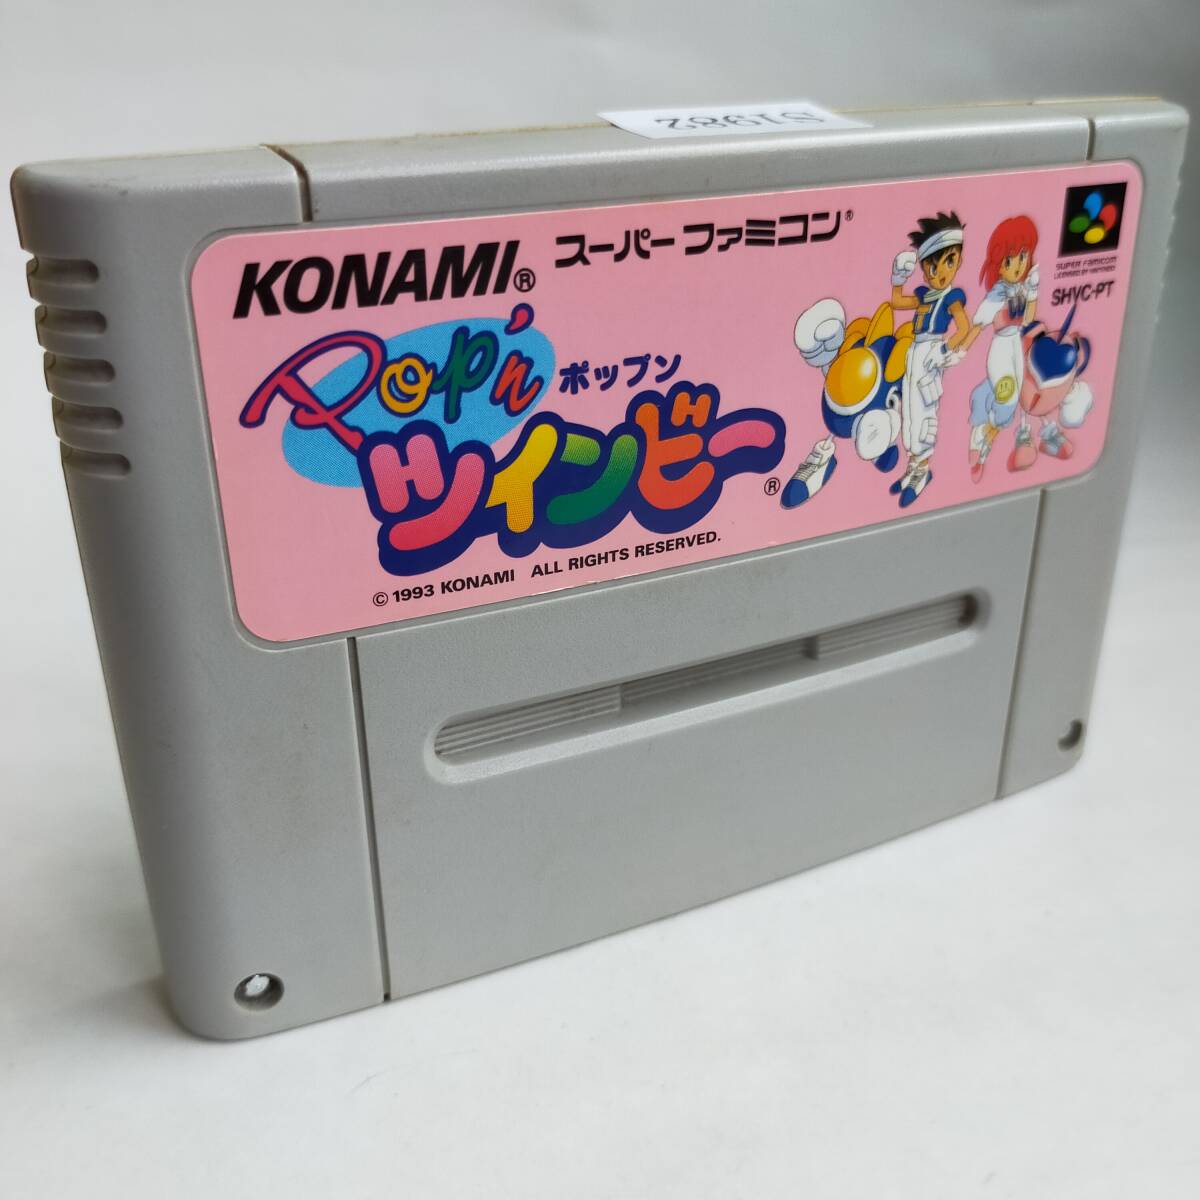 S1982
KONAMI®
スーパーファミコン®
SUPER FAMICOM
LICENSED BY NINTENDO
SHVC-PT
Pop'n
ポップン
ツインビー®
© 1993 KONAMI ALL RIGHTS RESERVED.